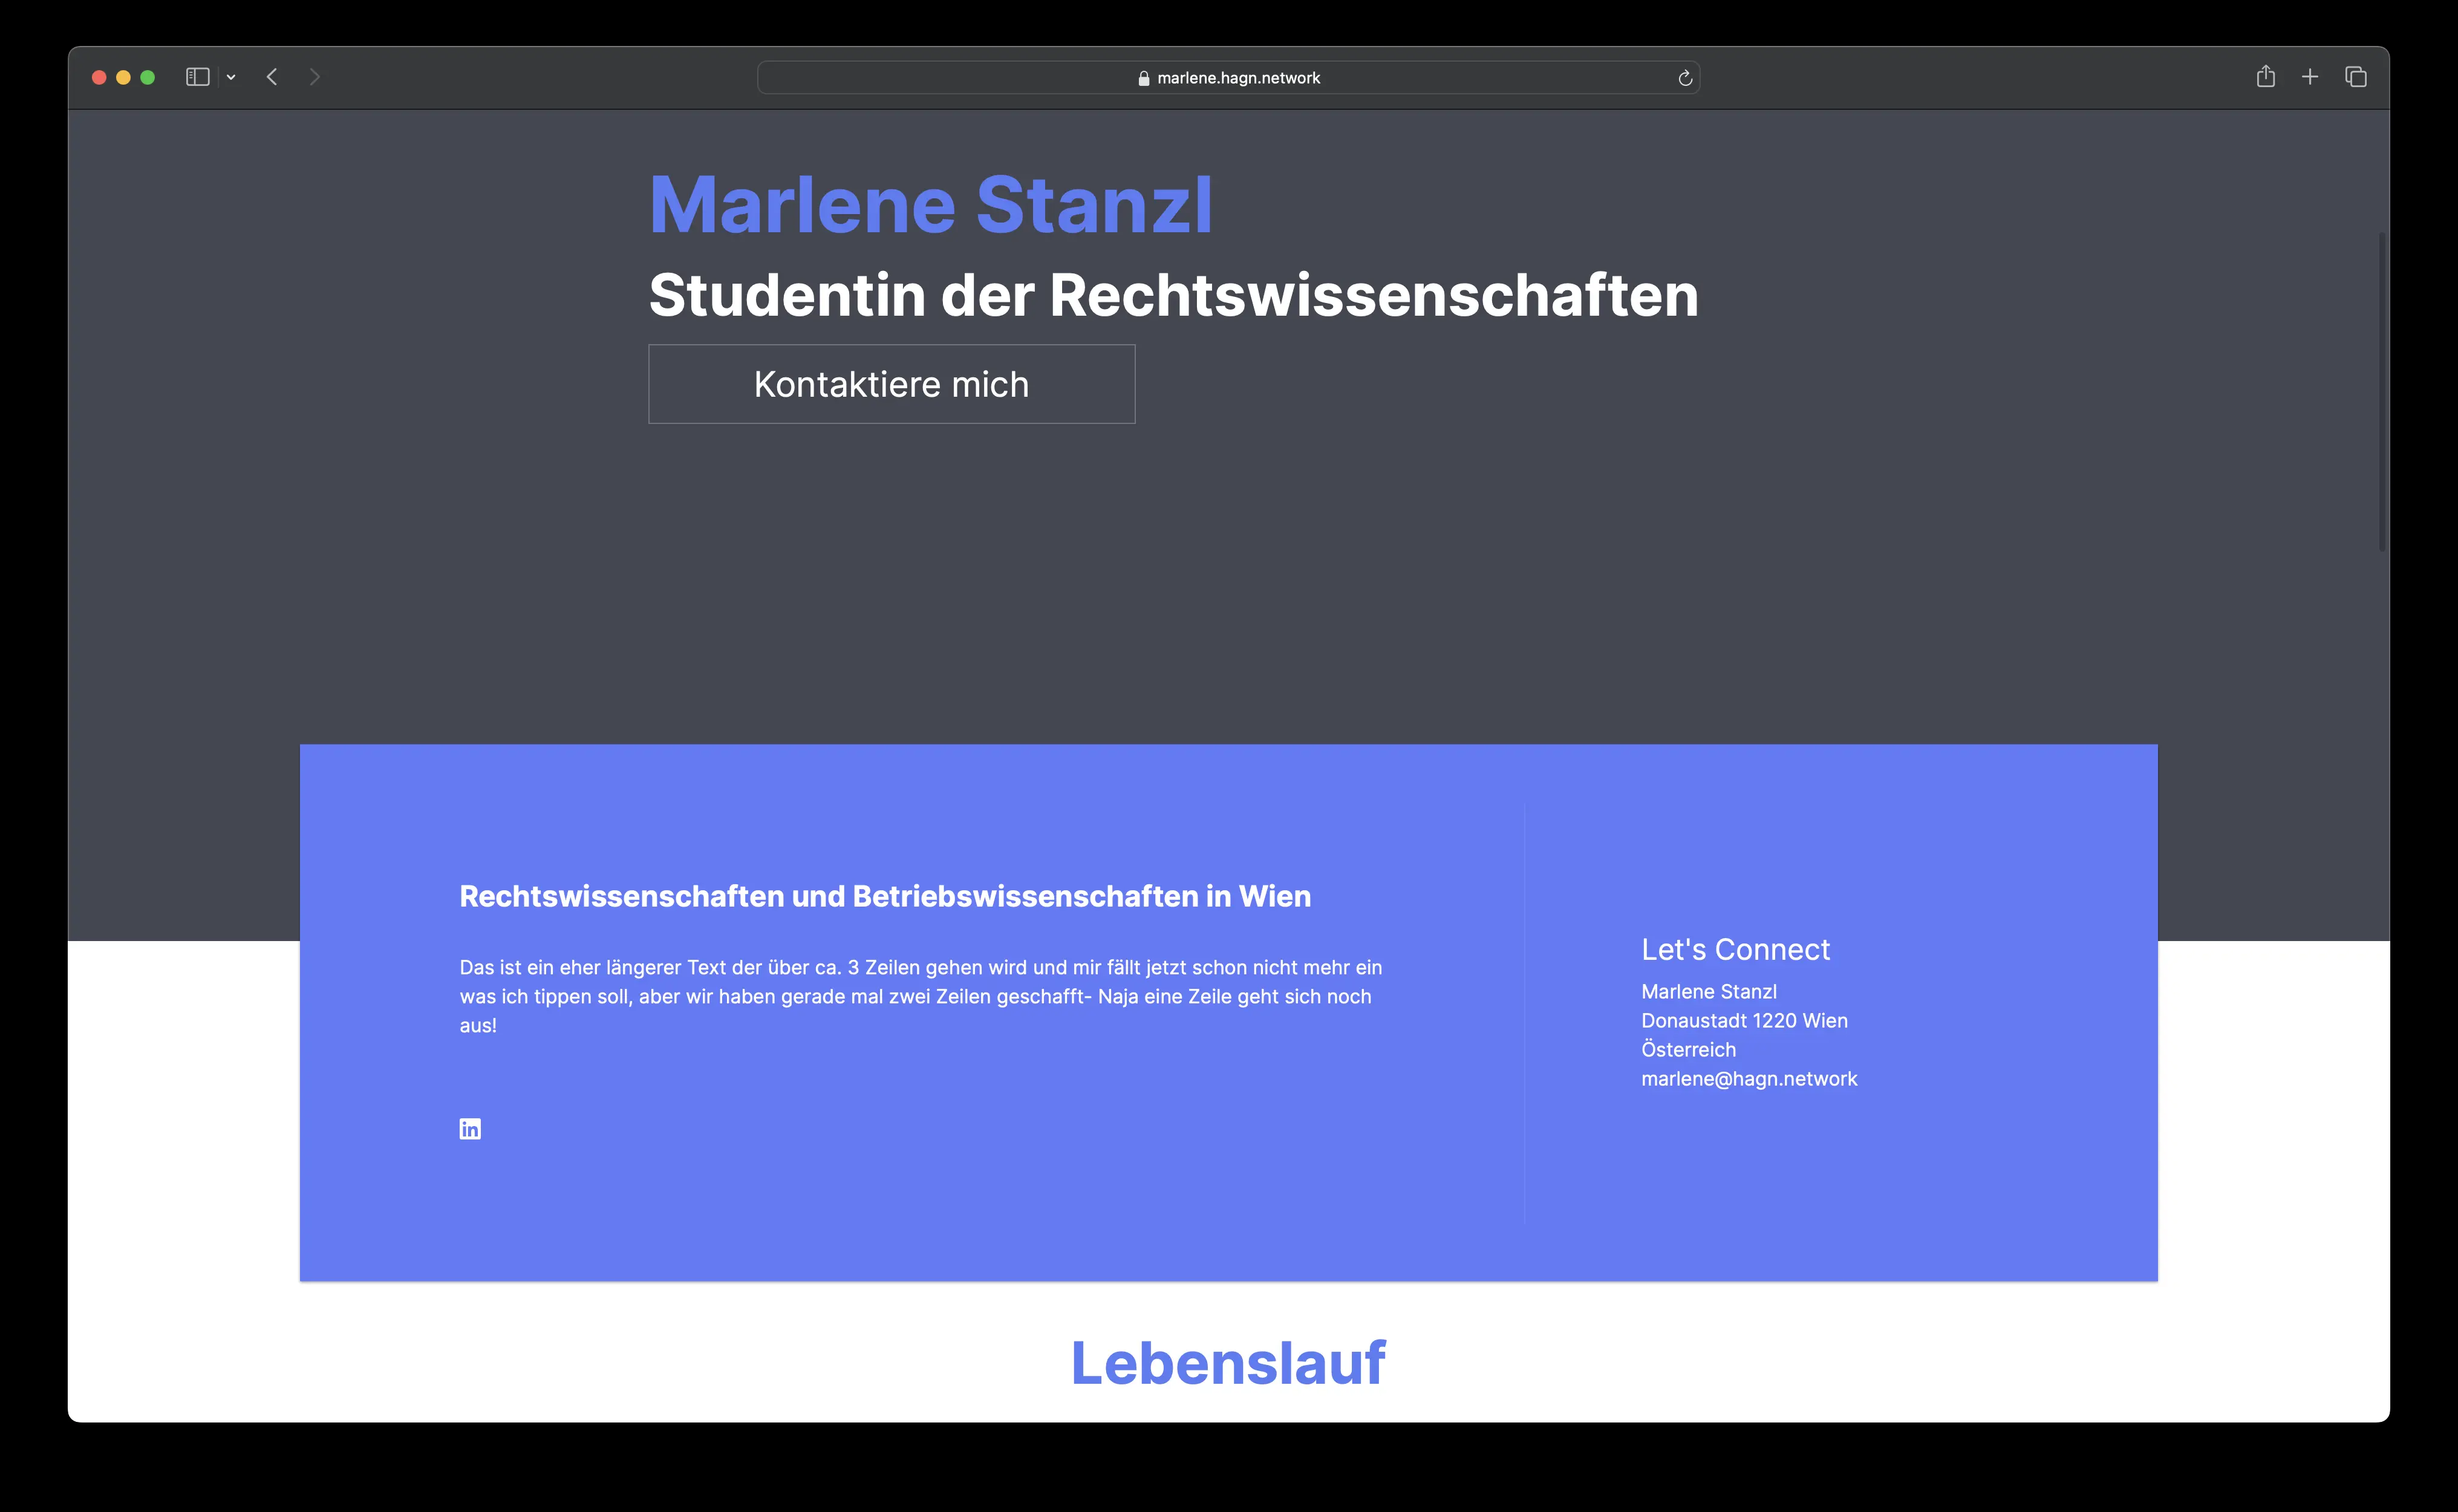 marlene.hagn.network
Marlene Stanzl
Studentin der Rechtswissenschaften
Kontaktiere mich
Rechtswissenschaften und Betriebswissenschaften in Wien
Das ist ein eher längerer Text der über ca. 3 Zeilen gehen wird und mir fällt jetzt schon nicht mehr ein
was ich tippen soll, aber wir haben gerade mal zwei Zeilen geschafft- Naja eine Zeile geht sich noch
aus!
in
Let's Connect
Marlene Stanzl
Donaustadt 1220 Wien
Österreich
marlene@hagn.network
Lebenslauf